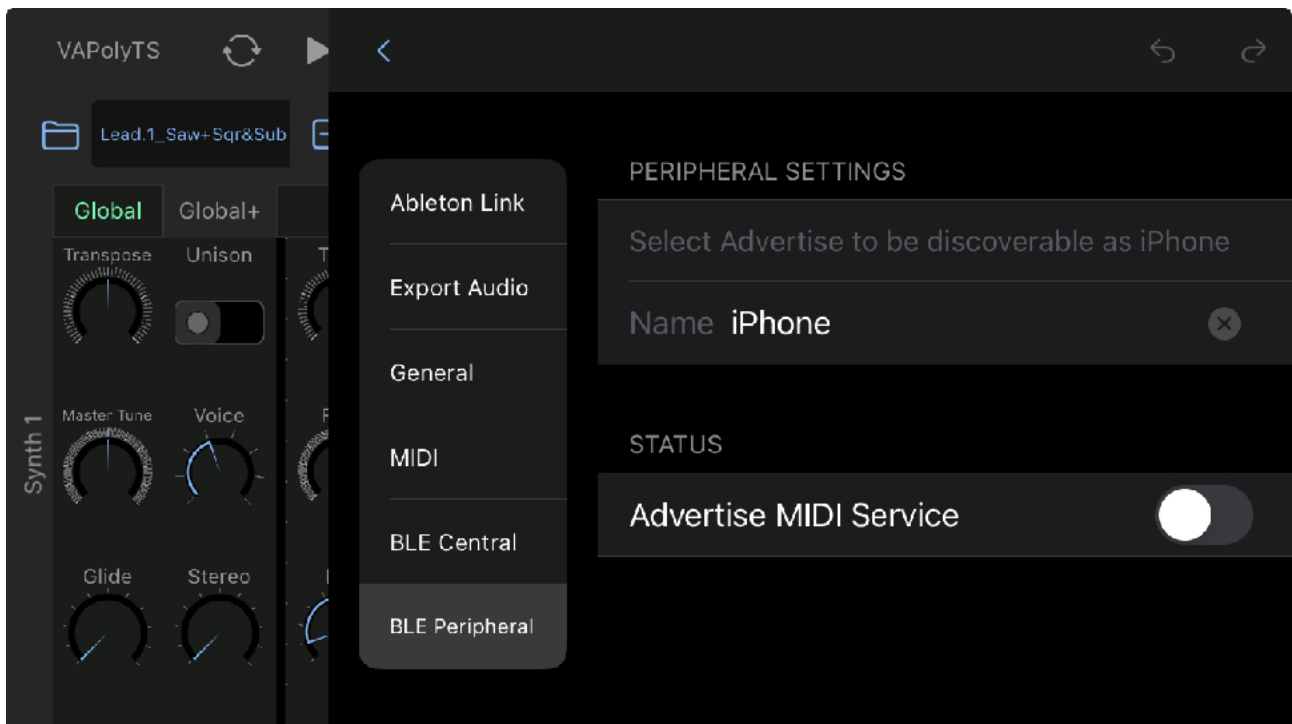 VAPolyTS
Lead.1_Saw+Sqr&Sub
Global Global+
Transpose Unison
Synth 1
Master Tune Voice
Glide Stereo
Ableton Link
Export Audio
General
MIDI
BLE Central
BLE Peripheral
PERIPHERAL SETTINGS
Select Advertise to be discoverable as iPhone
Name iPhone
STATUS
Advertise MIDI Service